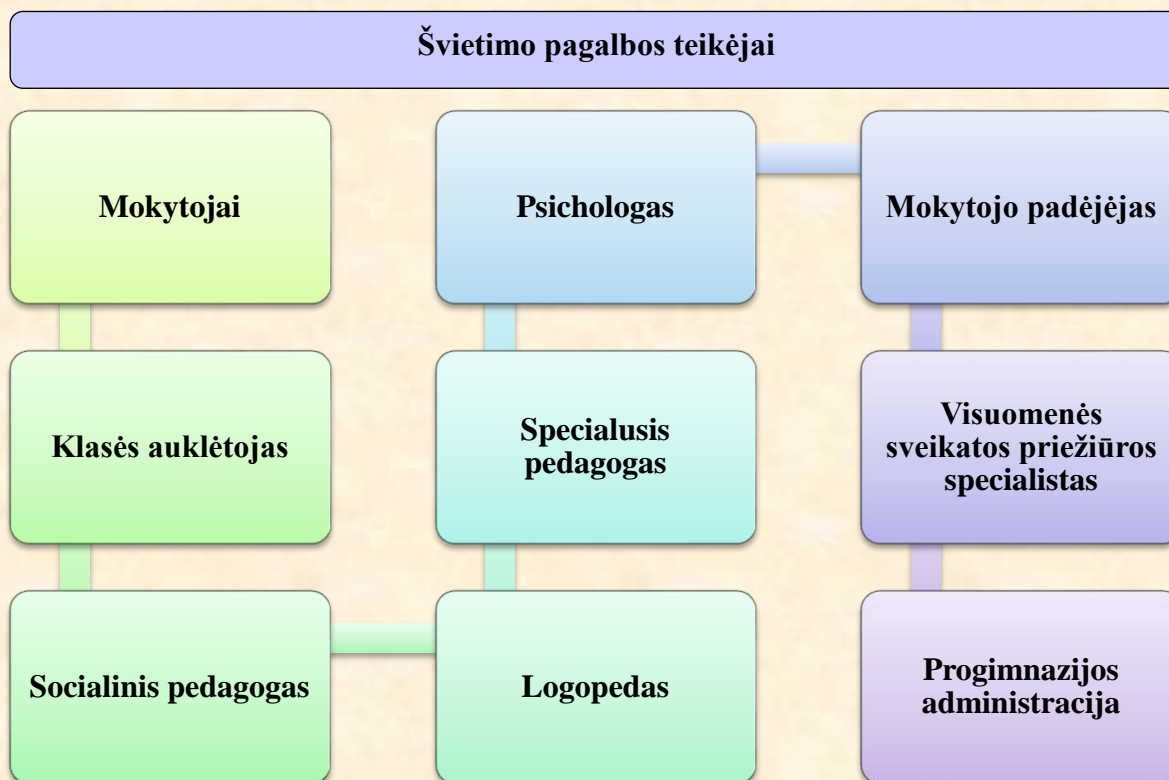 Švietimo pagalbos teikėjai
Mokytojai
Klasės auklėtojas
Socialinis pedagogas
Logopedas
Specialusis
pedagogas
Psichologas
Mokytojo padėjėjas
Visuomenės
sveikatos priežiūros
specialistas
Progimnazijos
administracija